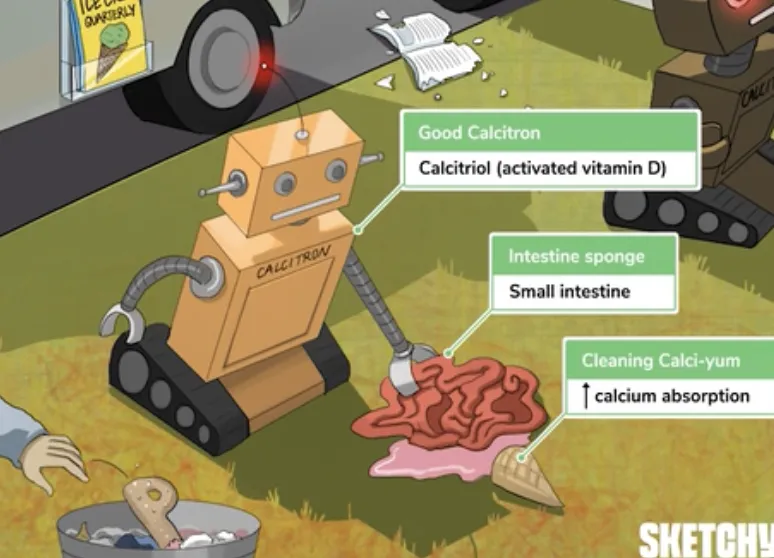 ICE CREAM
QUARTERLY
Good Calcitron
Calcitriol (activated vitamin D)
CALCIT
CALCITRON
Intestine sponge
Small intestine
Cleaning Calci-yum
↑ calcium absorption
P
SKETCHY